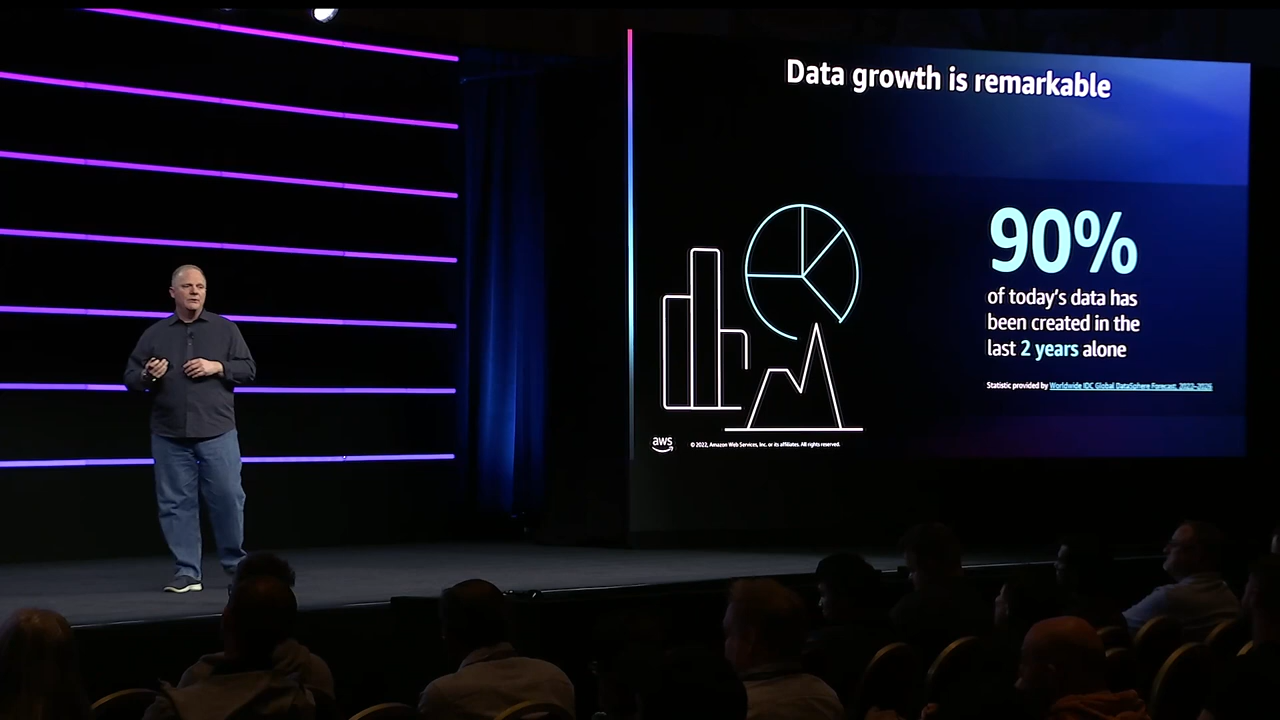 Data growth is remarkable
90%
of today's data has
been created in the
last 2 years alone
Statistic provided by Worldwide IDC Global DataSphere Forecast, 2022–2026
aws
© 2022, Amazon Web Services, Inc. or its affiliates. All rights reserved.